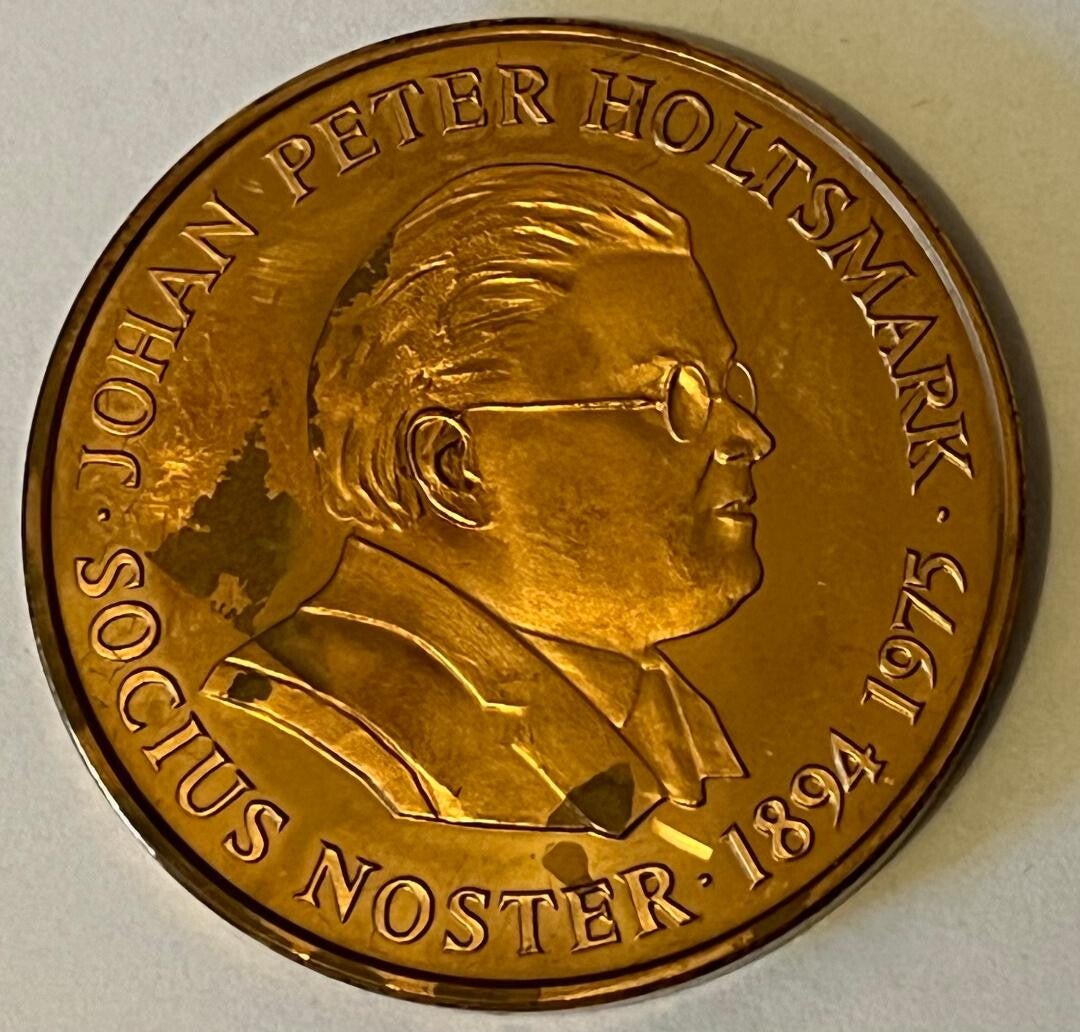 JOHAN PETER HOLTSMARK · 1894 1975 · SOCIUS NOSTER ·